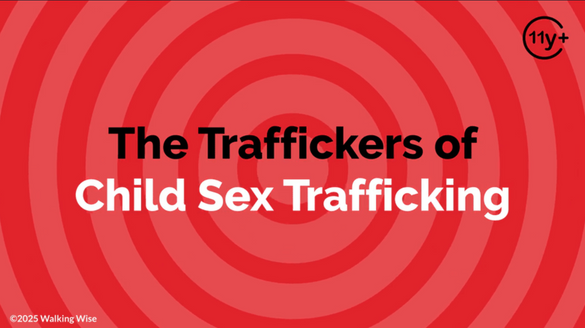 11y+
The Traffickers of
Child Sex Trafficking
©2025 Walking Wise